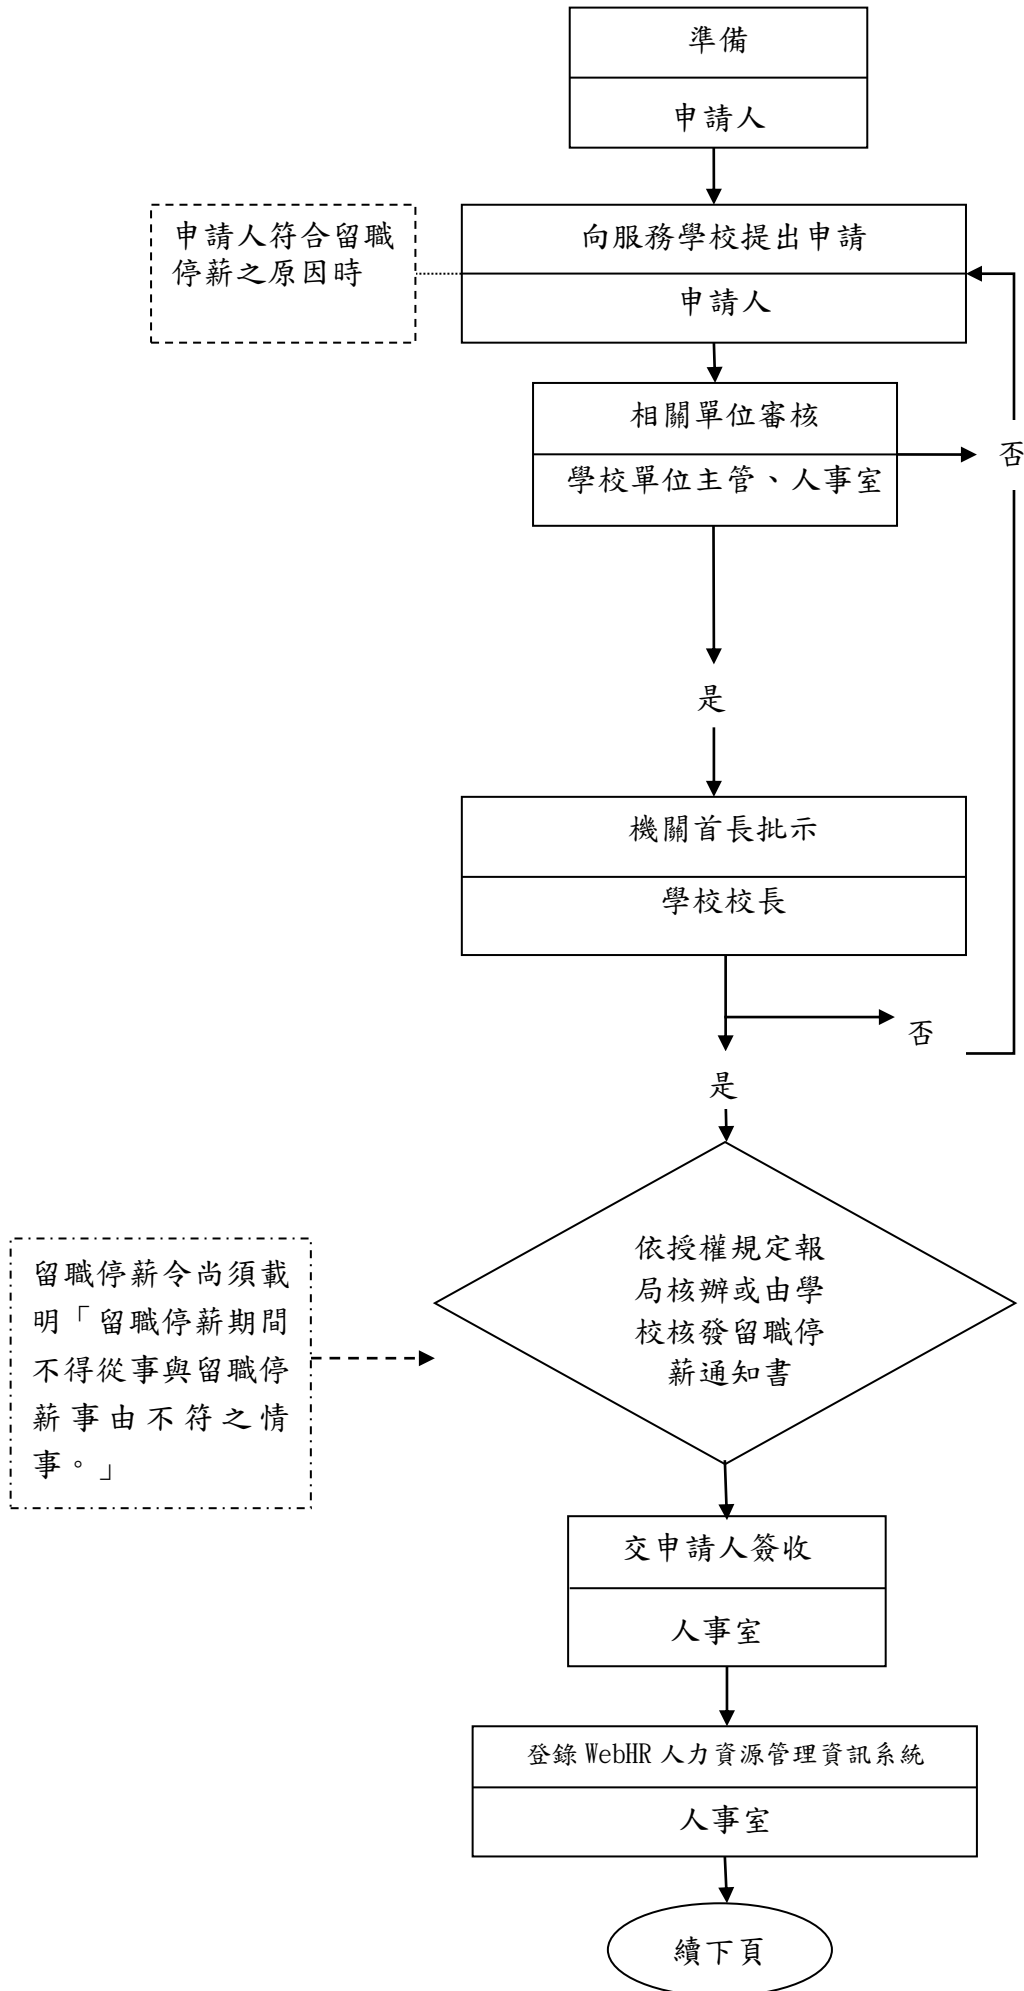 準備
申請人
申請人符合留職
停薪之原因時
向服務學校提出申請
申請人
相關單位審核
學校單位主管、人事室
否
是
機關首長批示
學校校長
否
是
依授權規定報
局核辦或由學
校核發留職停
薪通知書
留職停薪令尚須載
明「留職停薪期間
不得從事與留職停
薪事由不符之情
事。」
交申請人簽收
人事室
登錄 WebHR 人力資源管理資訊系統
人事室
續下頁